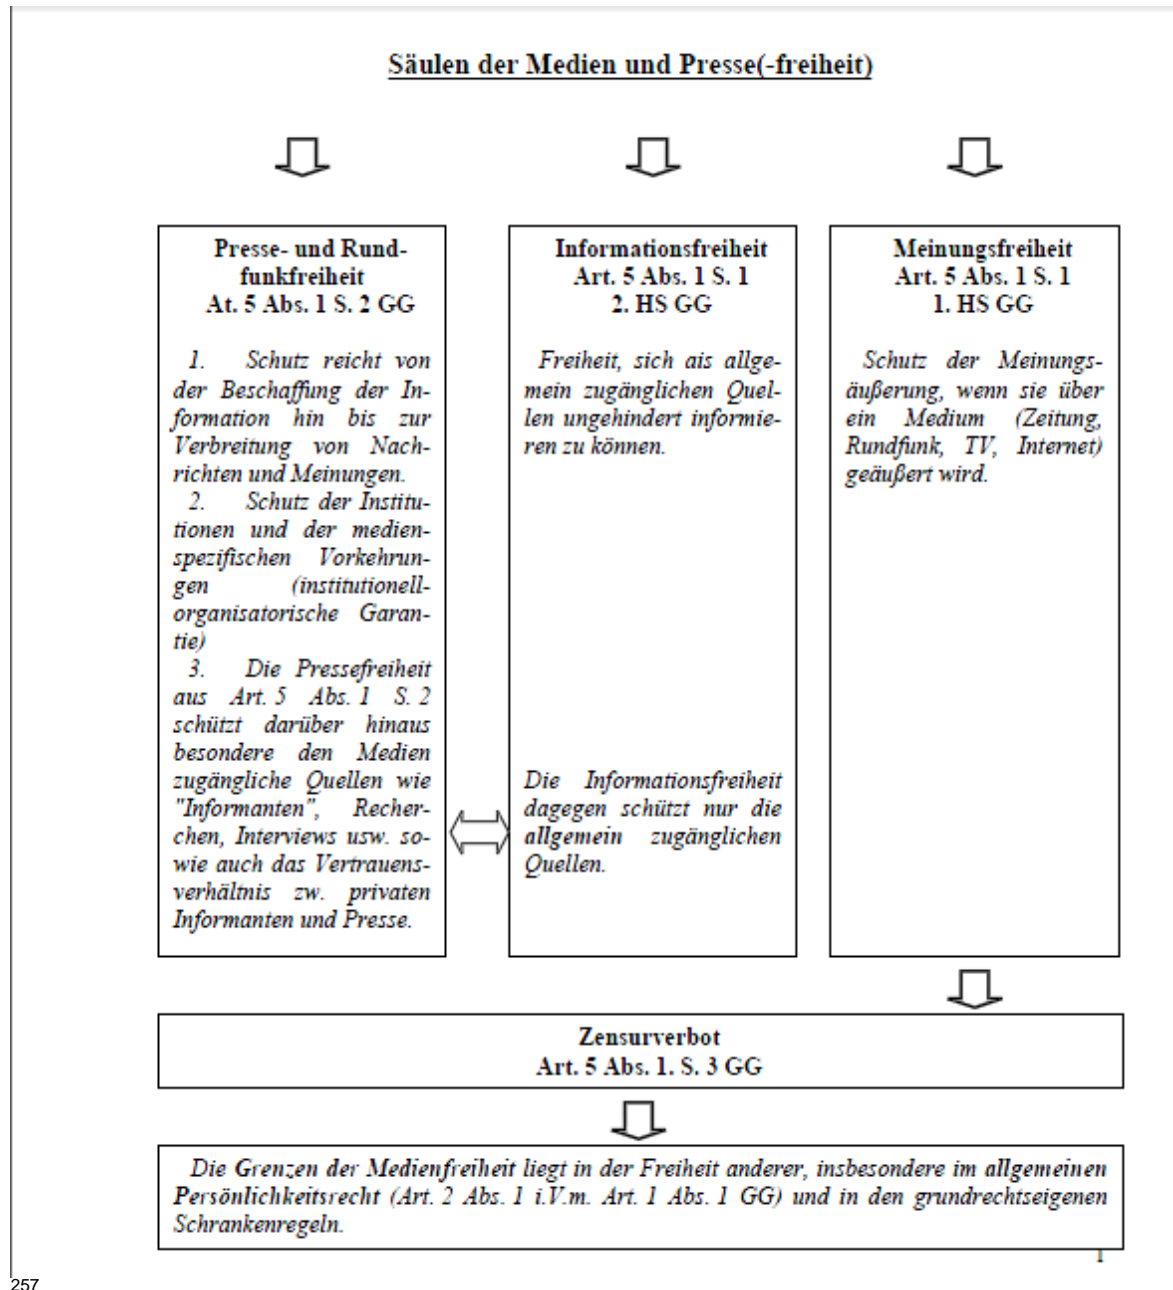 Säulen der Medien und Presse(-freiheit)
Presse- und Rund-
funkfreiheit
At. 5 Abs. 1 S. 2 GG
1. Schutz reicht von
der Beschaffung der In-
formation hin bis zur
Verbreitung von Nach-
richten und Meinungen.
2. Schutz der Institu-
tionen und der medien-
spezifischen Vorkehrun-
gen (institutionell-
organisatorische Garan-
tie)
3. Die Pressefreiheit
aus Art. 5 Abs. 1 S. 2
schützt darüber hinaus
besondere den Medien
zugängliche Quellen wie
"Informanten", Recher-
chen, Interviews usw. so-
wie auch das Vertrauens-
verhältnis zw. privaten
Informanten und Presse.
Informationsfreiheit
Art. 5 Abs. 1 S. 1
2. HS GG
Freiheit, sich ais allge-
mein zugänglichen Quel-
len ungehindert informie-
ren zu können.
Die Informationsfreiheit
dagegen schützt nur die
allgemein zugänglichen
Quellen.
Meinungsfreiheit
Art. 5 Abs. 1 S. 1
1. HS GG
Schutz der Meinungs-
äußerung, wenn sie über
ein Medium (Zeitung,
Rundfunk, TV, Internet)
geäußert wird.
Zensurverbot
Art. 5 Abs. 1. S. 3 GG
Die Grenzen der Medienfreiheit liegt in der Freiheit anderer, insbesondere im allgemeinen
Persönlichkeitsrecht (Art. 2 Abs. 1 i.V.m. Art. 1 Abs. 1 GG) und in den grundrechtseigenen
Schrankenregeln.
1
257